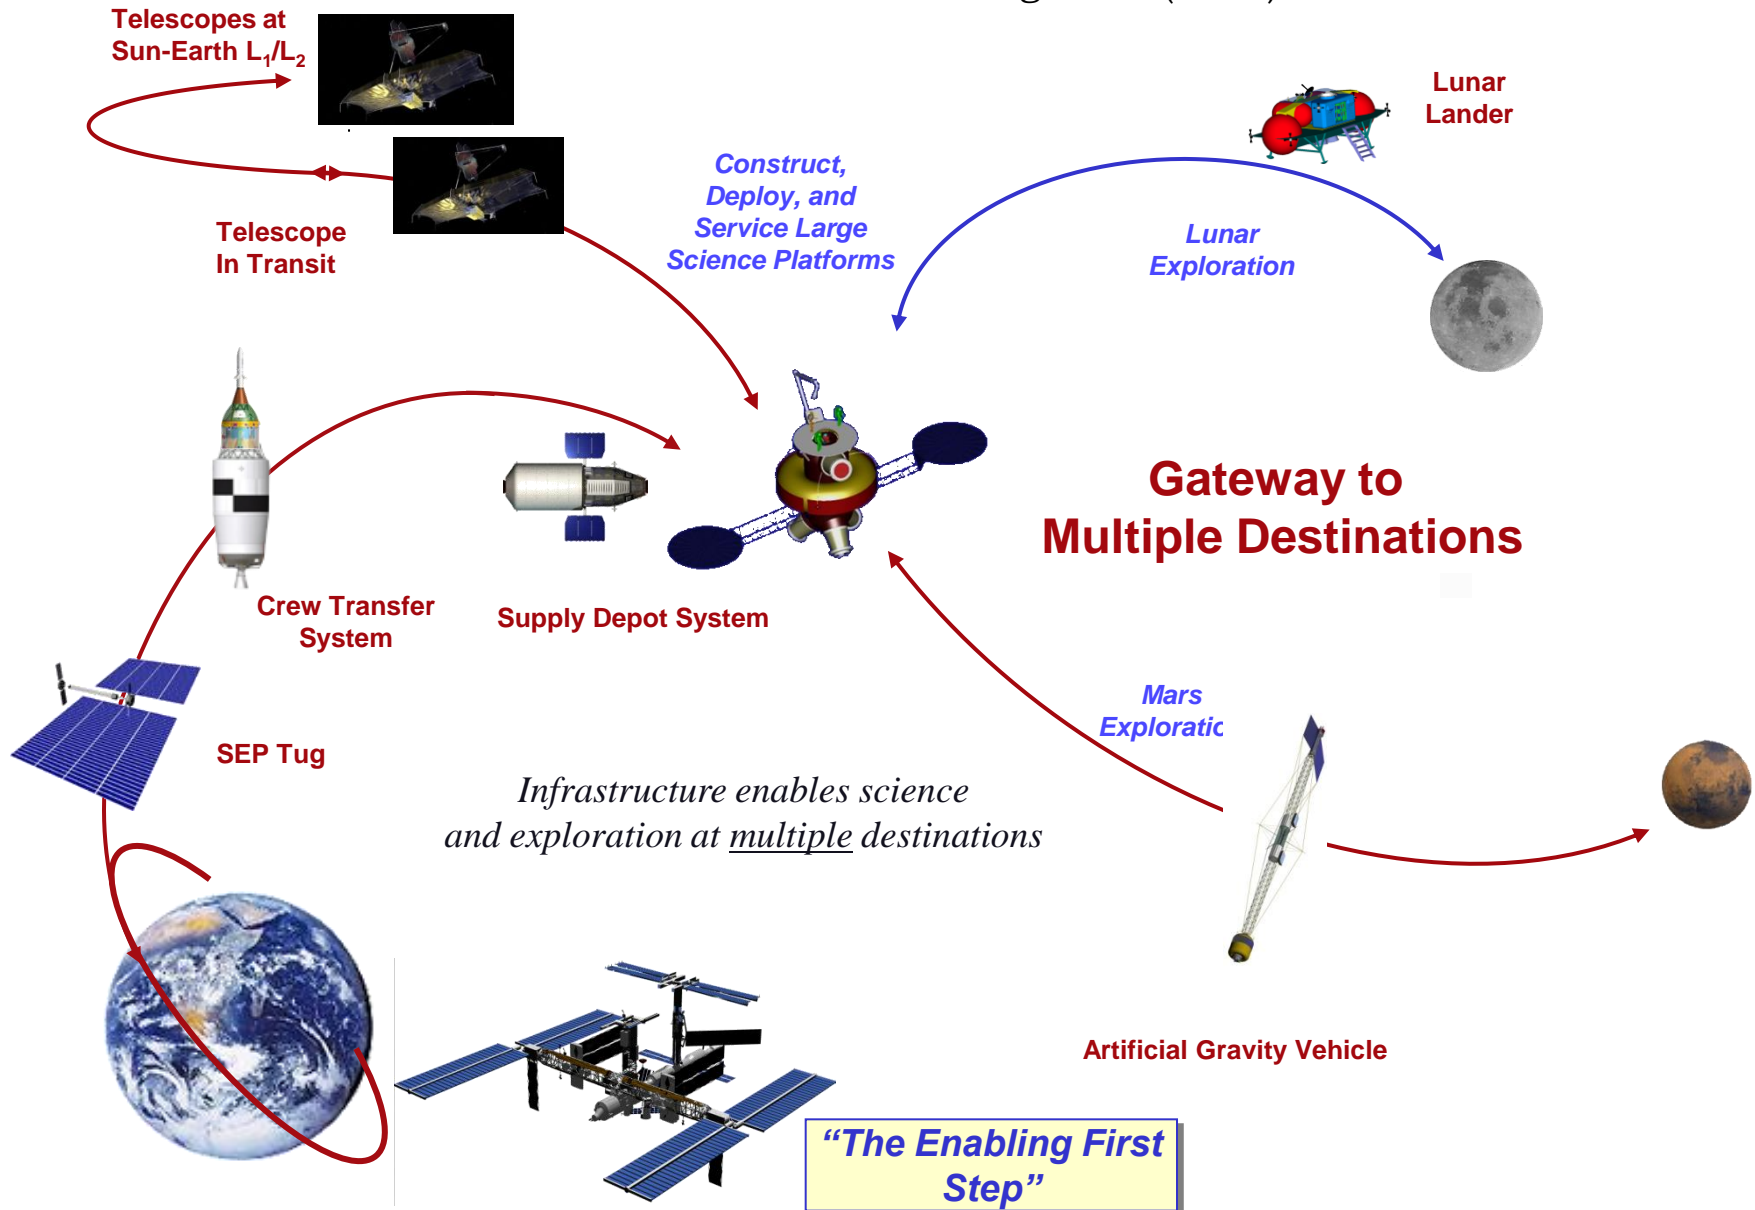 Telescopes at
Sun-Earth L₁/L₂
Lunar
Lander
Construct,
Deploy, and
Service Large
Science Platforms
Telescope
In Transit
Lunar
Exploration
Gateway to
Multiple Destinations
Crew Transfer
System
Supply Depot System
Mars
Exploratic
SEP Tug
Infrastructure enables science
and exploration at multiple destinations
Artificial Gravity Vehicle
“The Enabling First
Step”